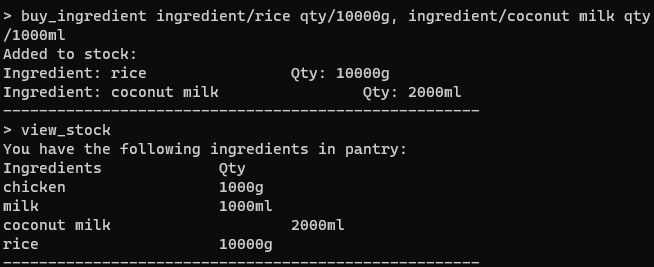 > buy_ingredient ingredient/rice qty/10000g, ingredient/coconut milk qty
/1000ml
Added to stock:
Ingredient: rice                Qty: 10000g
Ingredient: coconut milk                Qty: 2000ml
-----------------------------------------------------
> view_stock
You have the following ingredients in pantry:
Ingredients             Qty
chicken                 1000g
milk                    1000ml
coconut milk                    2000ml
rice                    10000g
-----------------------------------------------------